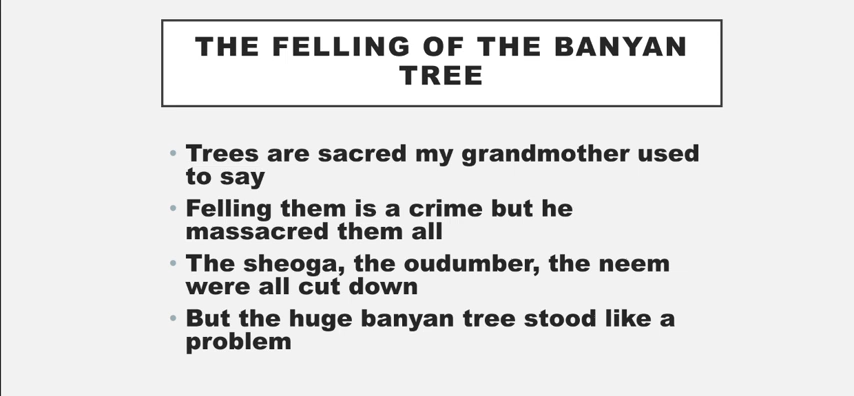 THE FELLING OF THE BANYAN
TREE
• Trees are sacred my grandmother used
to say
• Felling them is a crime but he
massacred them all
• The sheoga, the oudumber, the neem
were all cut down
• But the huge banyan tree stood like a
problem